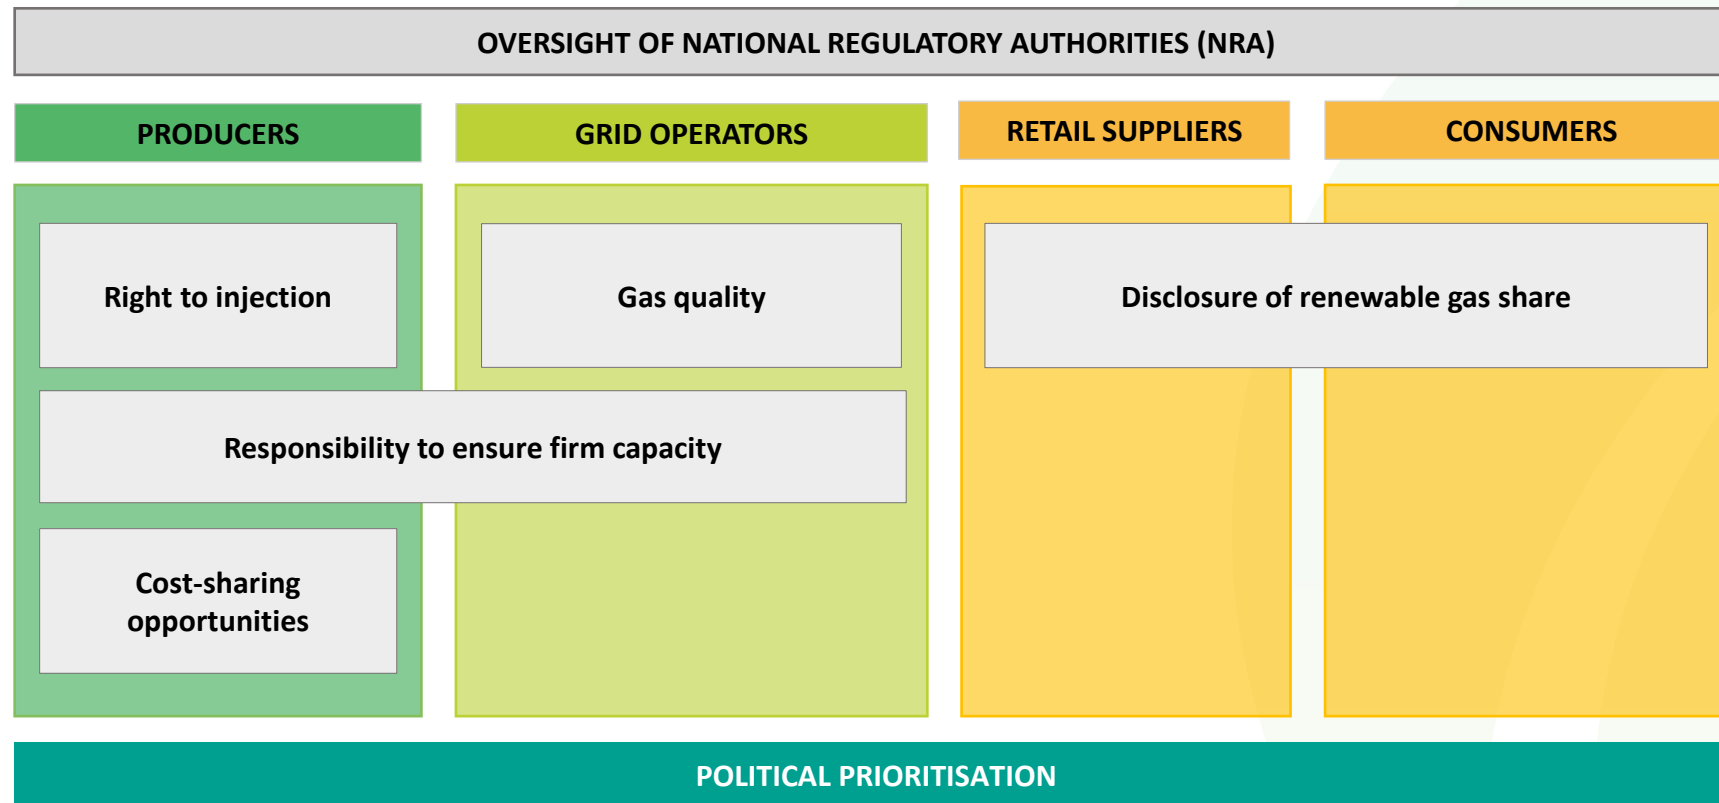 OVERSIGHT OF NATIONAL REGULATORY AUTHORITIES (NRA)
PRODUCERS
GRID OPERATORS
RETAIL SUPPLIERS
CONSUMERS
Right to injection
Gas quality
Disclosure of renewable gas share
Responsibility to ensure firm capacity
Cost-sharing
opportunities
POLITICAL PRIORITISATION